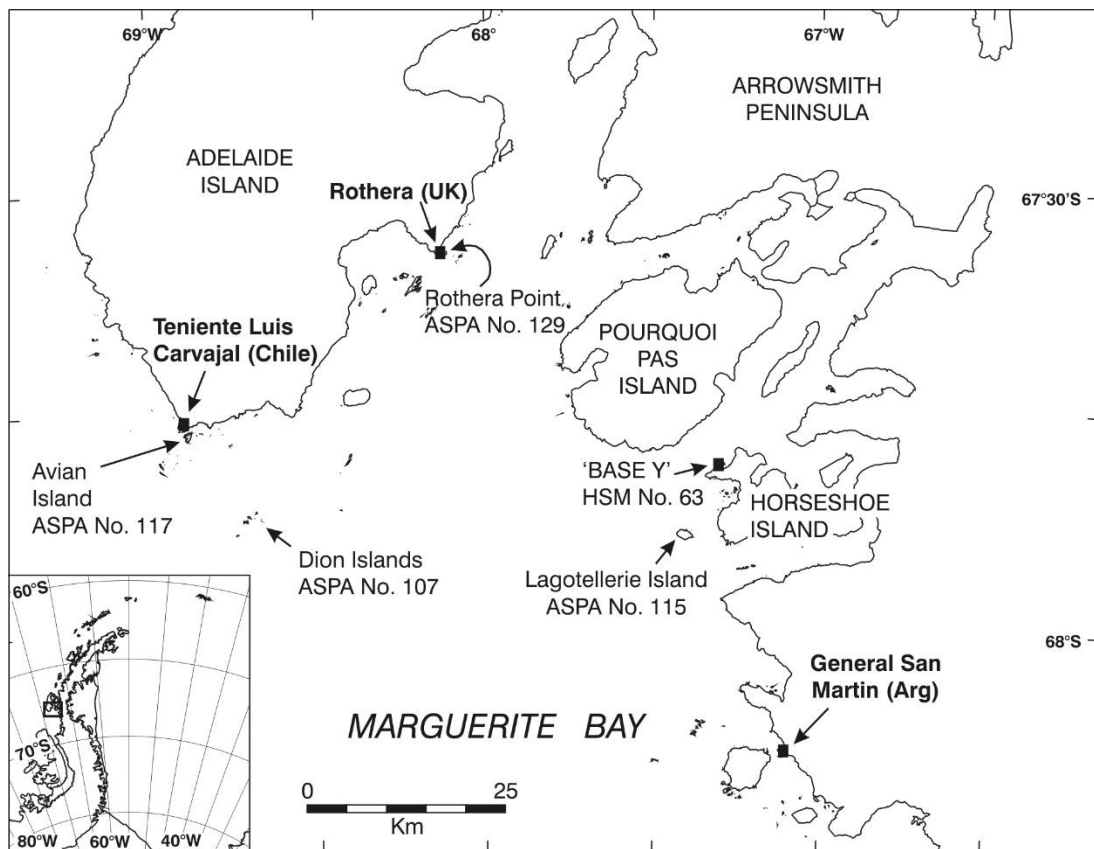 69°W
68°
67°W
ARROWSMITH
PENINSULA
ADELAIDE
ISLAND
Rothera (UK)
67°30'S
Rothera Point
ASPA No. 129
Teniente Luis
Carvajal (Chile)
POURQUOI
PAS
ISLAND
Avian
Island
ASPA No. 117
'BASE Y'
HSM No. 63
HORSESHOE
ISLAND
Dion Islands
ASPA No. 107
Lagotellerie Island
ASPA No. 115
60°S
70°S
80°W
60°W
40°W
68°S
General San
Martin (Arg)
MARGUERITE BAY
0
25
Km